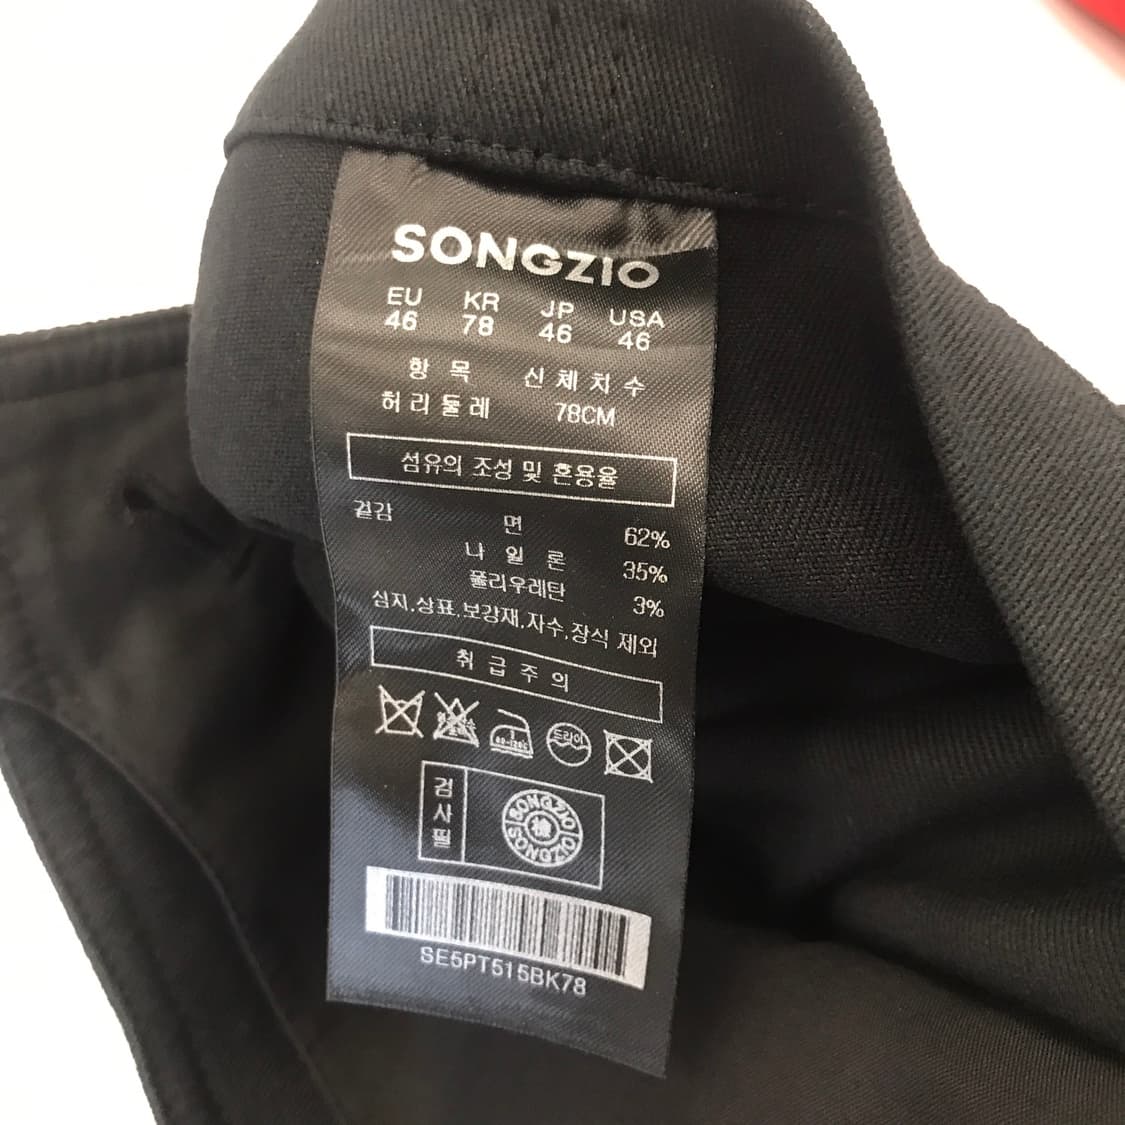 SONGZIO
EU KR JP USA
46 78 46 46
항 목 신 체 치 수
허 리 둘 레 78CM
섬유의 조성 및 혼용율
겉감 면 62%
나 일 론 35%
폴리우레탄 3%
심지,상표,보강재,자수,장식 제외
취 급 주 의
드라이
검사필
SONGZIO
檢
SONGZIO
SE5PT515BK78